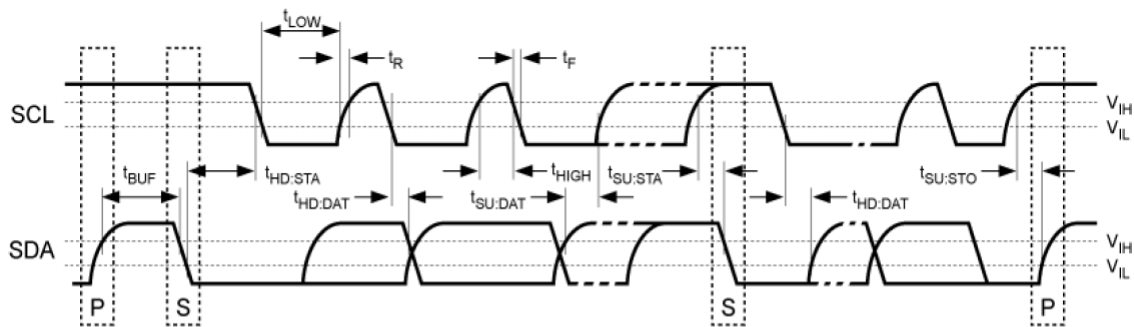 tLOW
tR
tF
SCL
VIH
VIL
tBUF
tHD:STA
tHD:DAT
tSU:DAT
tHIGH
tSU:STA
tHD:DAT
tSU:STO
SDA
VIH
VIL
P
S
S
P